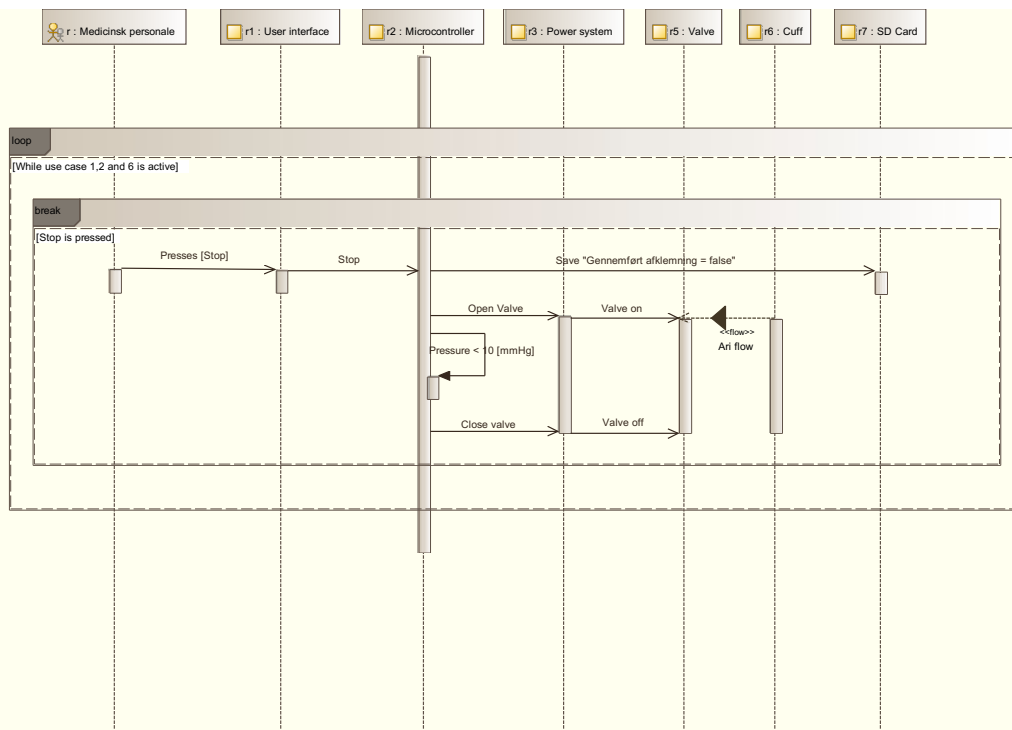 r : Medicinsk personale
r1 : User interface
r2 : Microcontroller
r3 : Power system
r5 : Valve
r6 : Cuff
r7 : SD Card
loop
[While use case 1,2 and 6 is active]
break
[Stop is pressed]
Presses [Stop]
Stop
Save "Gennemført afklemning = false"
Open Valve
Valve on
<<flow>>
Ari flow
Pressure < 10 [mmHg]
Close valve
Valve off